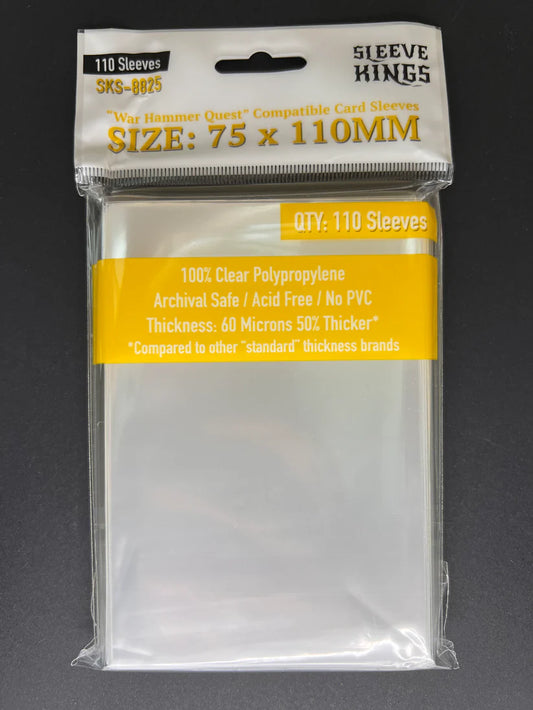 110 Sleeves
SKS-8825
SLEEVE
KINGS
"War Hammer Quest" Compatible Card Sleeves
SIZE: 75 x 110MM
QTY: 110 Sleeves
100% Clear Polypropylene
Archival Safe / Acid Free / No PVC
Thickness: 60 Microns 50% Thicker*
*Compared to other "standard" thickness brands